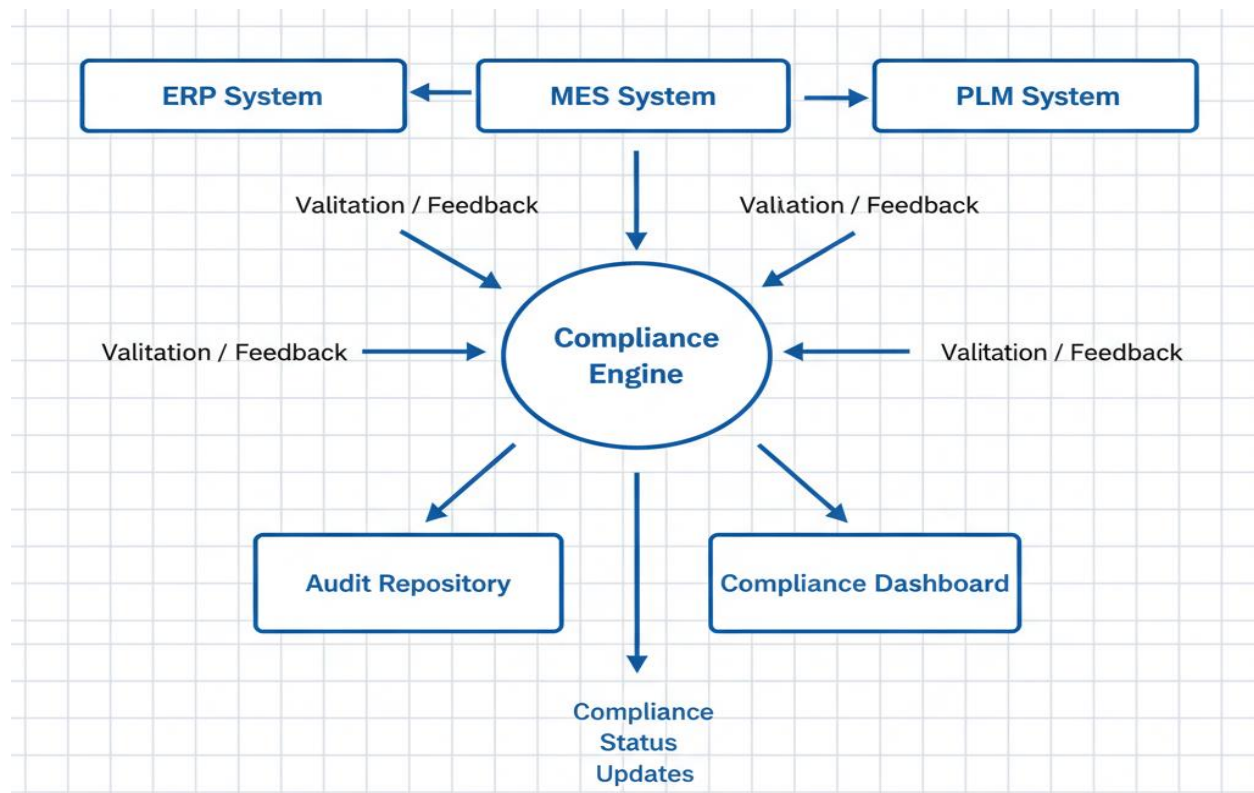 ERP System
MES System
PLM System
Valitation / Feedback
Valiation / Feedback
Valitation / Feedback
Valitation / Feedback
Compliance
Engine
Audit Repository
Compliance Dashboard
Compliance
Status
Updates